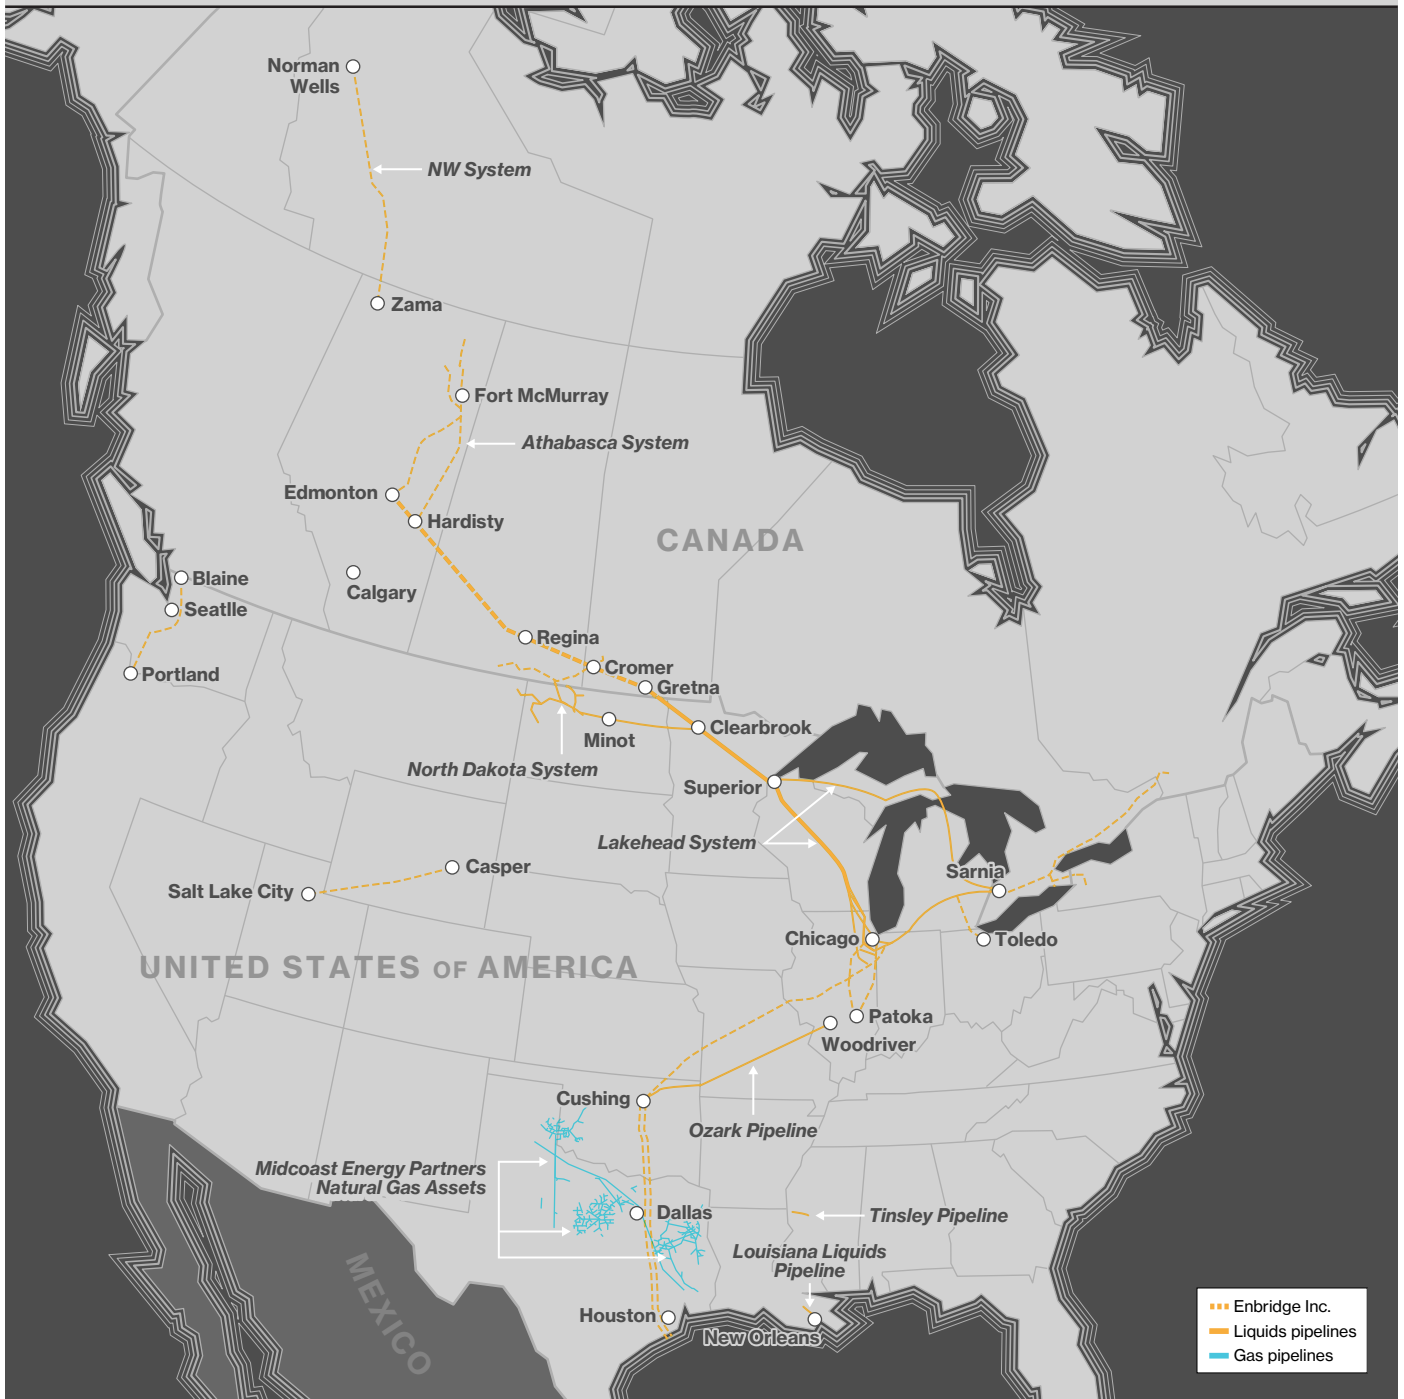 Norman
Wells
NW System
Zama
Fort McMurray
Athabasca System
Edmonton
Hardisty
CANADA
Blaine
Calgary
Seatlle
Regina
Cromer
Portland
Gretna
Clearbrook
Minot
North Dakota System
Superior
Lakehead System
Casper
Sarnia
Salt Lake City
Chicago
Toledo
UNITED STATES OF AMERICA
Patoka
Woodriver
Cushing
Ozark Pipeline
Midcoast Energy Partners
Natural Gas Assets
Dallas
Tinsley Pipeline
Louisiana Liquids
Pipeline
MEXICO
Houston
New Orleans
Enbridge Inc.
Liquids pipelines
Gas pipelines